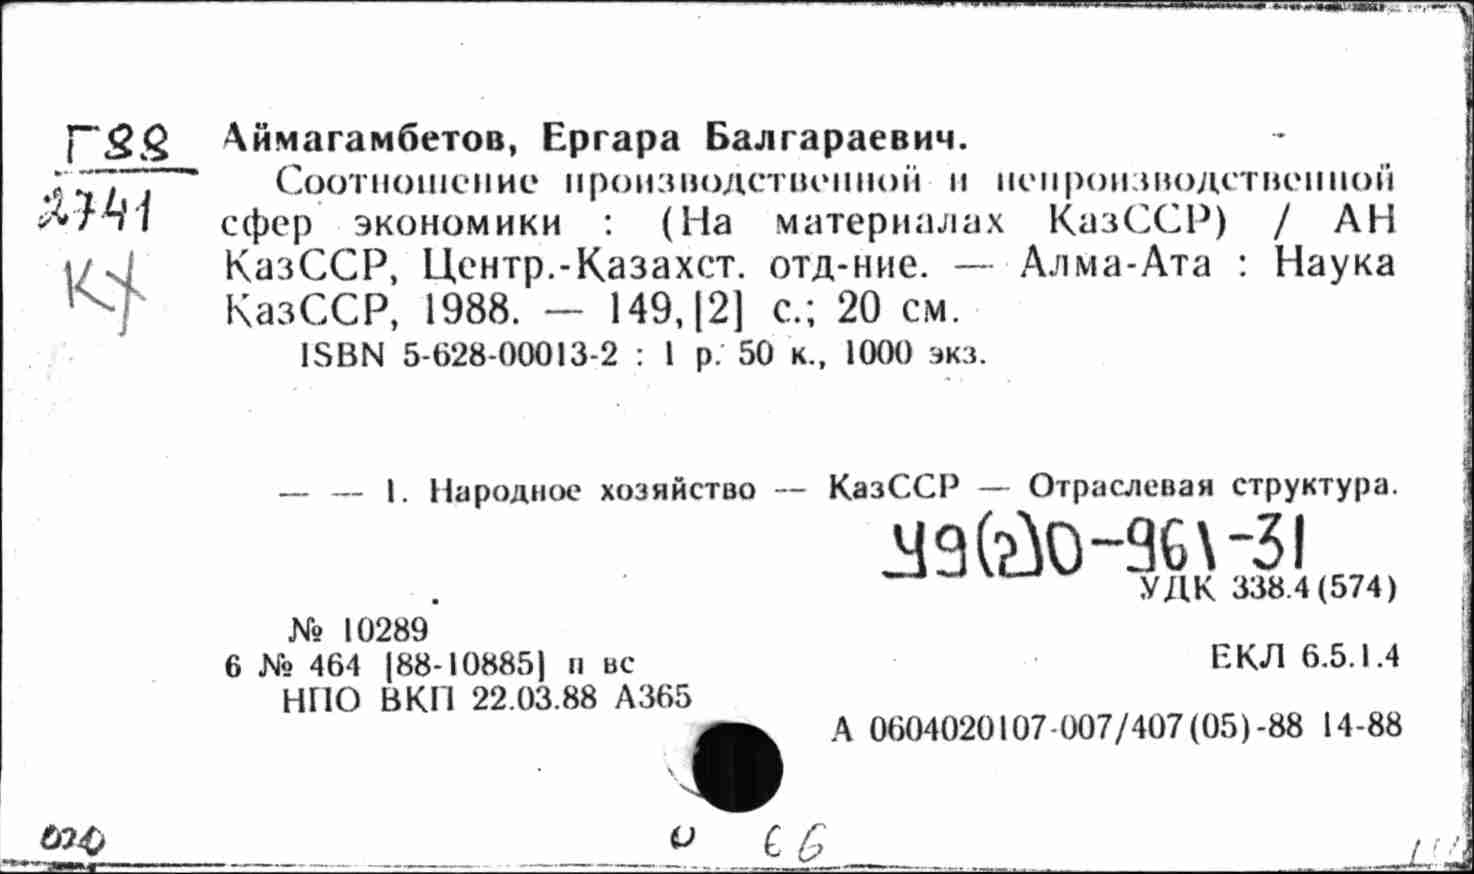 Г88 Аймагамбетов, Ергара Балгараевич.
2741 Соотношение производственной и непроизводственной
сфер экономики : (На материалах КазССР) / АН
КХ КазССР, Центр.-Казахст. отд-ние. — Алма-Ата : Наука
КазССР, 1988. — 149,[2] с.; 20 см.
ISBN 5-628-00013-2 : 1 р. 50 к., 1000 экз.
— — 1. Народное хозяйство — КазССР — Отраслевая структура.
У9(2)0-961-31
УДК 338.4(574)
№ 10289
6 № 464 [88-10885] п вс
ЕКЛ 6.5.1.4
НПО ВКП 22.03.88 А365
А 0604020107-007/407(05)-88 14-88